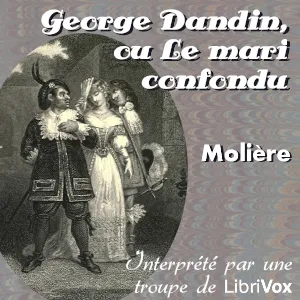 George Dandin,
ou Le mari
confondu
Molière
Interprété par une
troupe de LibriVox